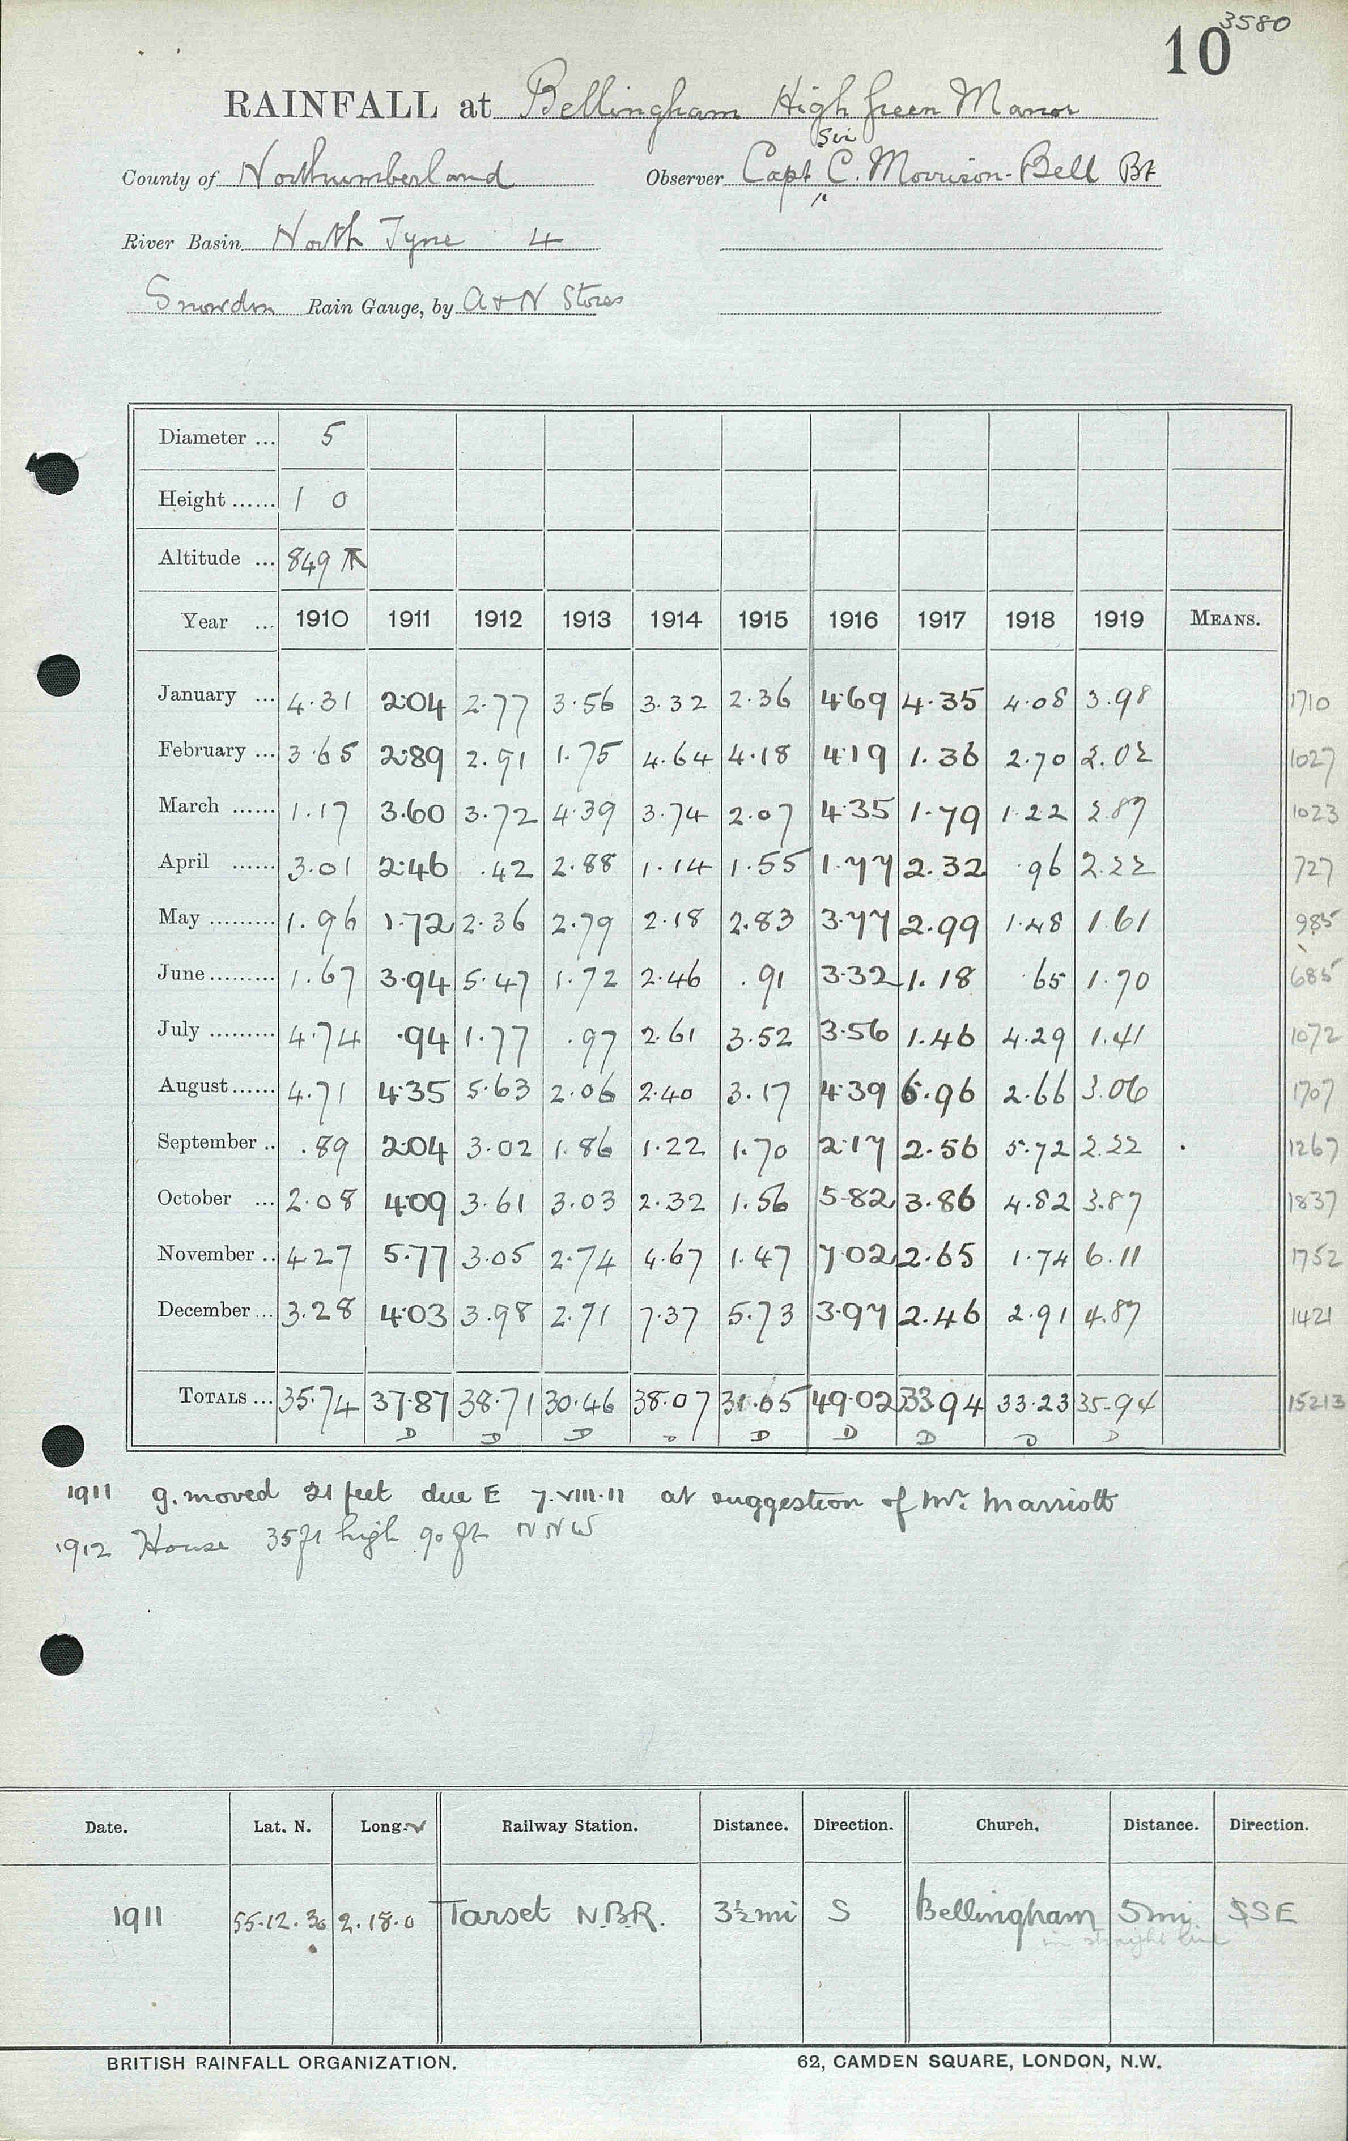 3580
10
RAINFALL at Bellingham High Green Manor
Sir
County of Northumberland Observer Capt C. Morrison-Bell Bt
River Basin North Tyne 4
Snowdon Rain Gauge, by A + N Stores
Diameter ... 5
Height ...... 1 0
Altitude ... 849
Year ... 1910 1911 1912 1913 1914 1915 1916 1917 1918 1919 MEANS.
January ... 4.31 2.04 2.77 3.56 3.32 2.36 4.69 4.35 4.08 3.98 1710
February ... 3.65 2.89 2.91 1.75 4.64 4.18 4.19 1.36 2.70 2.02 1027
March ...... 1.17 3.60 3.72 4.39 3.74 2.07 4.35 1.79 1.22 2.87 1023
April ...... 3.01 2.46 .42 2.88 1.14 1.55 1.77 2.32 .96 2.22 727
May ......... 1.96 1.72 2.36 2.79 2.18 2.83 3.77 2.99 1.48 1.61 985
June ......... 1.67 3.94 5.47 1.72 2.46 .91 3.32 1.18 .65 1.70 685
July ......... 4.74 .94 1.77 .97 2.61 3.52 3.56 1.46 4.29 1.41 1072
August ...... 4.71 4.35 5.63 2.06 2.40 3.17 4.39 6.96 2.66 3.06 1707
September .. .89 2.04 3.02 1.86 1.22 1.70 2.17 2.56 5.72 2.22 1267
October ... 2.08 4.09 3.61 3.03 2.32 1.56 5.82 3.86 4.82 3.87 1837
November .. 4.27 5.77 3.05 2.74 4.67 1.47 7.02 2.65 1.74 6.11 1752
December ... 3.28 4.03 3.98 2.71 7.37 5.73 3.97 2.46 2.91 4.87 1421
TOTALS ... 35.74 37.87 38.71 30.46 38.07 31.05 49.02 33.94 33.23 35.94 15213
D D D D D D D D D
1911 g. moved 21 feet due E 7.VIII.11 at suggestion of Mr. Marriott
1912 House 35 ft high 90 ft NNW
Date. Lat. N. Long. Railway Station. Distance. Direction. Church. Distance. Direction.
1911 55.12.30 2.18.0 Tarset N.B.R. 3½ mi S Bellingham 5 mi. SSE
in straight line
BRITISH RAINFALL ORGANIZATION. 62, CAMDEN SQUARE, LONDON, N.W.